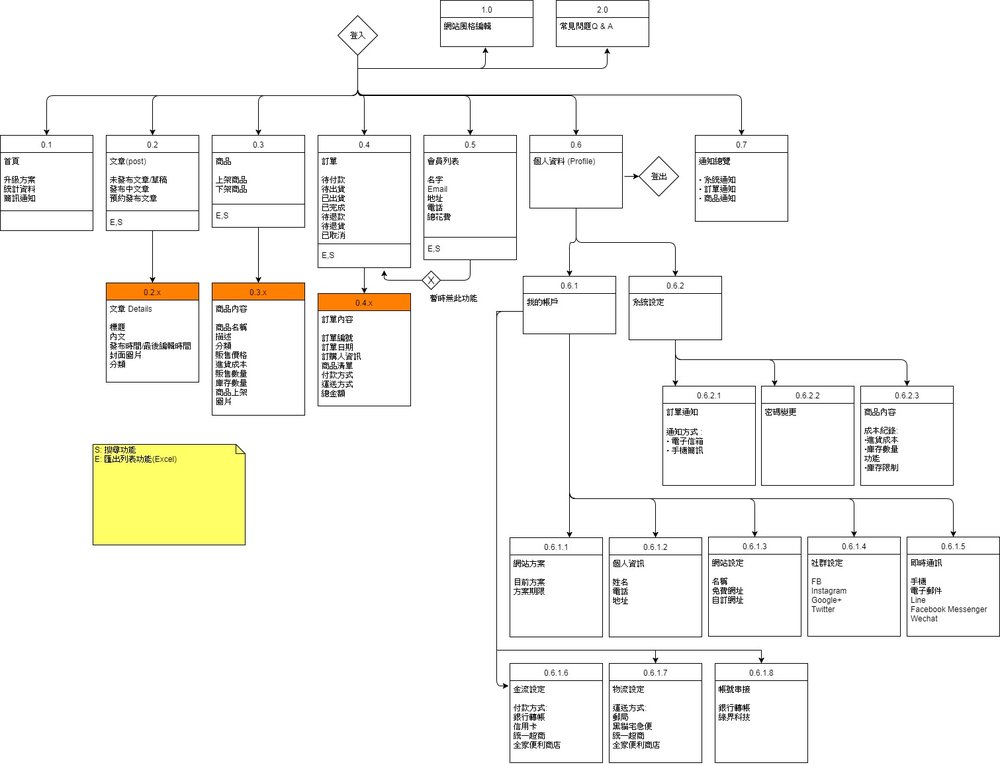 登入
1.0
網站風格編輯
2.0
常見問題Q & A
0.1
首頁
升級方案
統計資料
簡訊通知
0.2
文章(post)
未發布文章/草稿
發布中文章
預約發布文章
E,S
0.3
商品
上架商品
下架商品
E,S
0.4
訂單
待付款
待出貨
已出貨
已完成
待退款
待退貨
已取消
E,S
0.5
會員列表
名字
Email
地址
電話
總花費
E,S
0.6
個人資料 (Profile)
登出
0.7
通知總覽
・系統通知
・訂單通知
・商品通知
X
暫時無此功能
0.2.x
文章 Details
標題
內文
發布時間/最後編輯時間
封面圖片
分類
0.3.x
商品內容
商品名稱
描述
分類
販售價格
進貨成本
販售數量
庫存數量
商品上架
圖片
0.4.x
訂單內容
訂單編號
訂單日期
訂購人資訊
商品清單
付款方式
運送方式
總金額
0.6.1
我的帳戶
0.6.2
系統設定
0.6.2.1
訂單通知
通知方式 :
・電子信箱
・手機簡訊
0.6.2.2
密碼變更
0.6.2.3
商品內容
成本紀錄:
•進貨成本
•庫存數量
功能
•庫存限制
S: 搜尋功能
E: 匯出列表功能(Excel)
0.6.1.1
網站方案
目前方案
方案期限
0.6.1.2
個人資訊
姓名
電話
地址
0.6.1.3
網站設定
名稱
免費網址
自訂網址
0.6.1.4
社群設定
FB
Instagram
Google+
Twitter
0.6.1.5
即時通訊
手機
電子郵件
Line
Facebook Messenger
Wechat
0.6.1.6
金流設定
付款方式:
銀行轉帳
信用卡
統一超商
全家便利商店
0.6.1.7
物流設定
運送方式:
郵局
黑貓宅急便
統一超商
全家便利商店
0.6.1.8
帳號串接
銀行轉帳
綠界科技